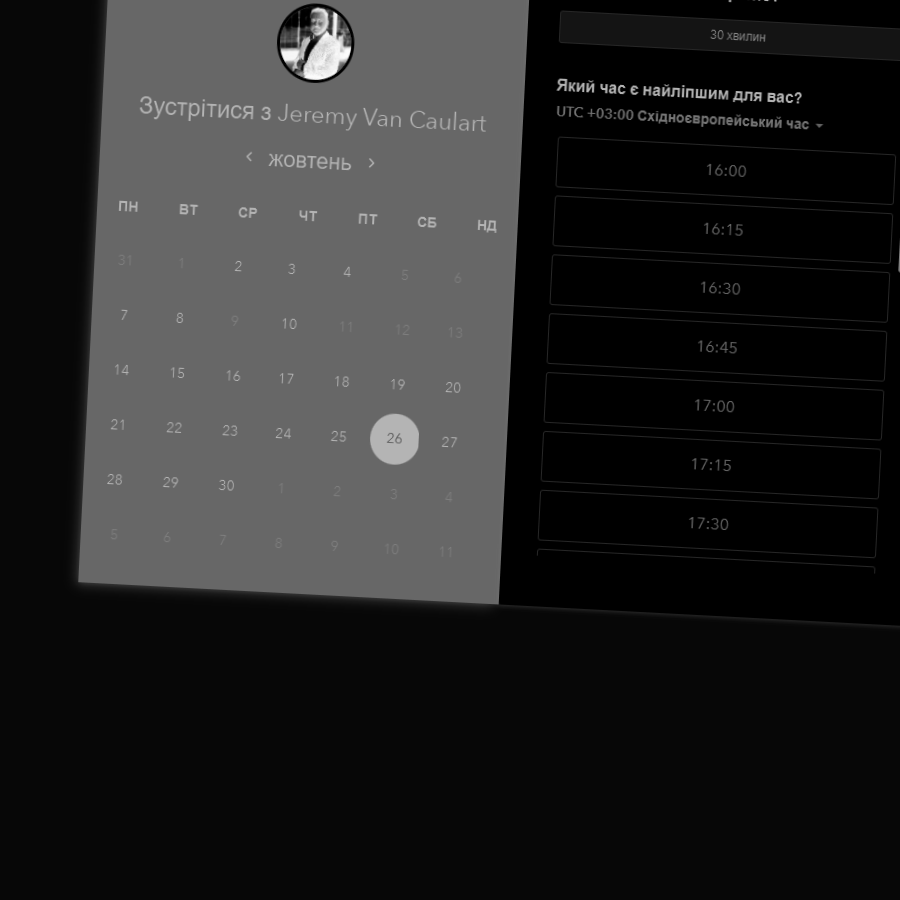 Зустрітися з Jeremy Van Caulart
жовтень
ПН ВТ СР ЧТ ПТ СБ НД
31 1 2 3 4 5 6
7 8 9 10 11 12 13
14 15 16 17 18 19 20
21 22 23 24 25 26 27
28 29 30 1 2 3 4
5 6 7 8 9 10 11
30 хвилин
Який час є найліпшим для вас?
UTC +03:00 Східноєвропейський час
16:00
16:15
16:30
16:45
17:00
17:15
17:30